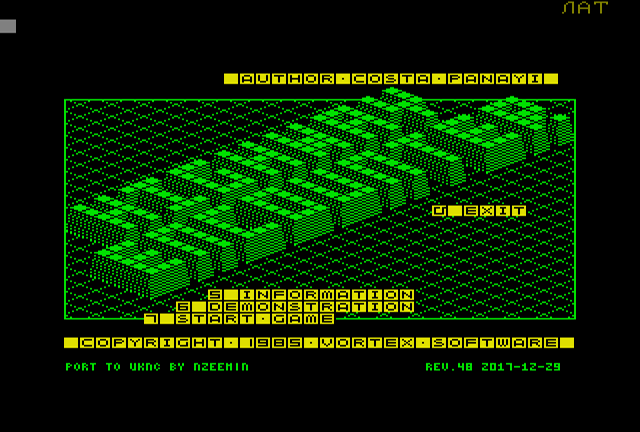 ЛАТ
AUTHOR·COSTA·PANAYI
0 EXIT
5 INFORMATION
6 DEMONSTRATION
7 START·GAME
COPYRIGHT·1985·VORTEX·SOFTWARE
PORT TO UKNC BY NZEEMIN
REV.48 2017-12-29